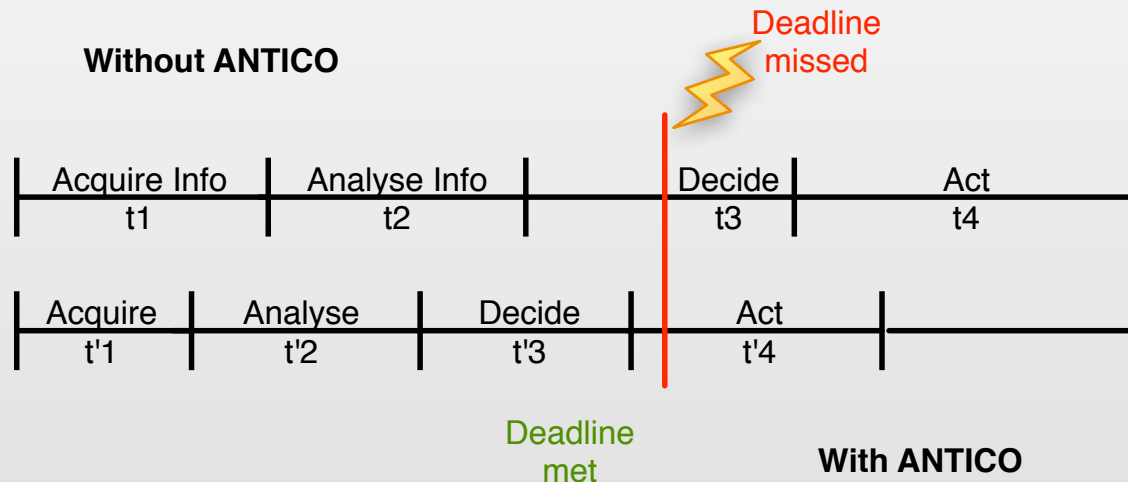 Deadline
missed
Without ANTICO
Acquire Info Analyse Info Decide Act
t1 t2 t3 t4
Acquire Analyse Decide Act
t'1 t'2 t'3 t'4
Deadline
met
With ANTICO